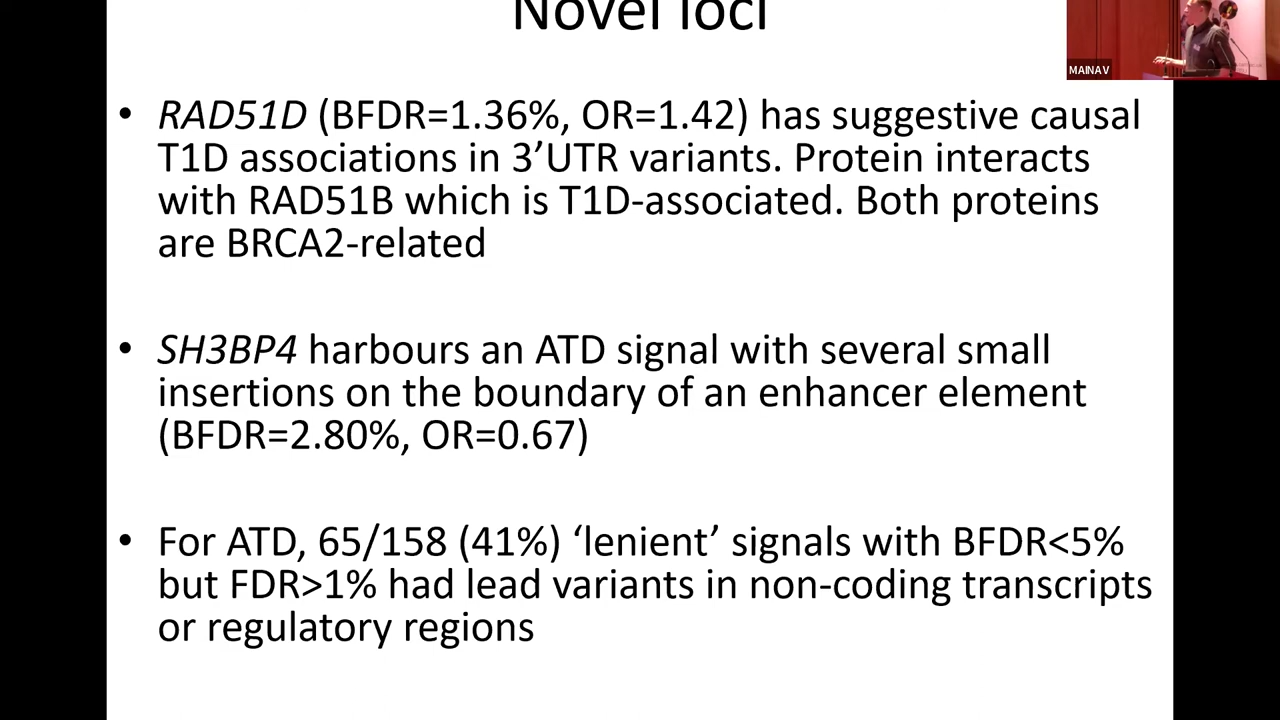 Novel loci
MAIN AV
• RAD51D (BFDR=1.36%, OR=1.42) has suggestive causal
T1D associations in 3’UTR variants. Protein interacts
with RAD51B which is T1D-associated. Both proteins
are BRCA2-related
• SH3BP4 harbours an ATD signal with several small
insertions on the boundary of an enhancer element
(BFDR=2.80%, OR=0.67)
• For ATD, 65/158 (41%) ‘lenient’ signals with BFDR<5%
but FDR>1% had lead variants in non-coding transcripts
or regulatory regions